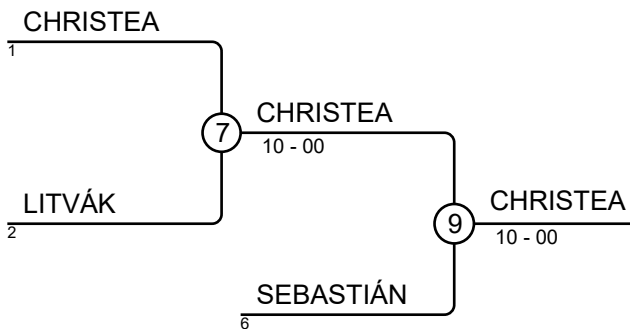 CHRISTEA
1
7
CHRISTEA
10 - 00
LITVÁK
2
9
CHRISTEA
10 - 00
SEBASTIÁN
6